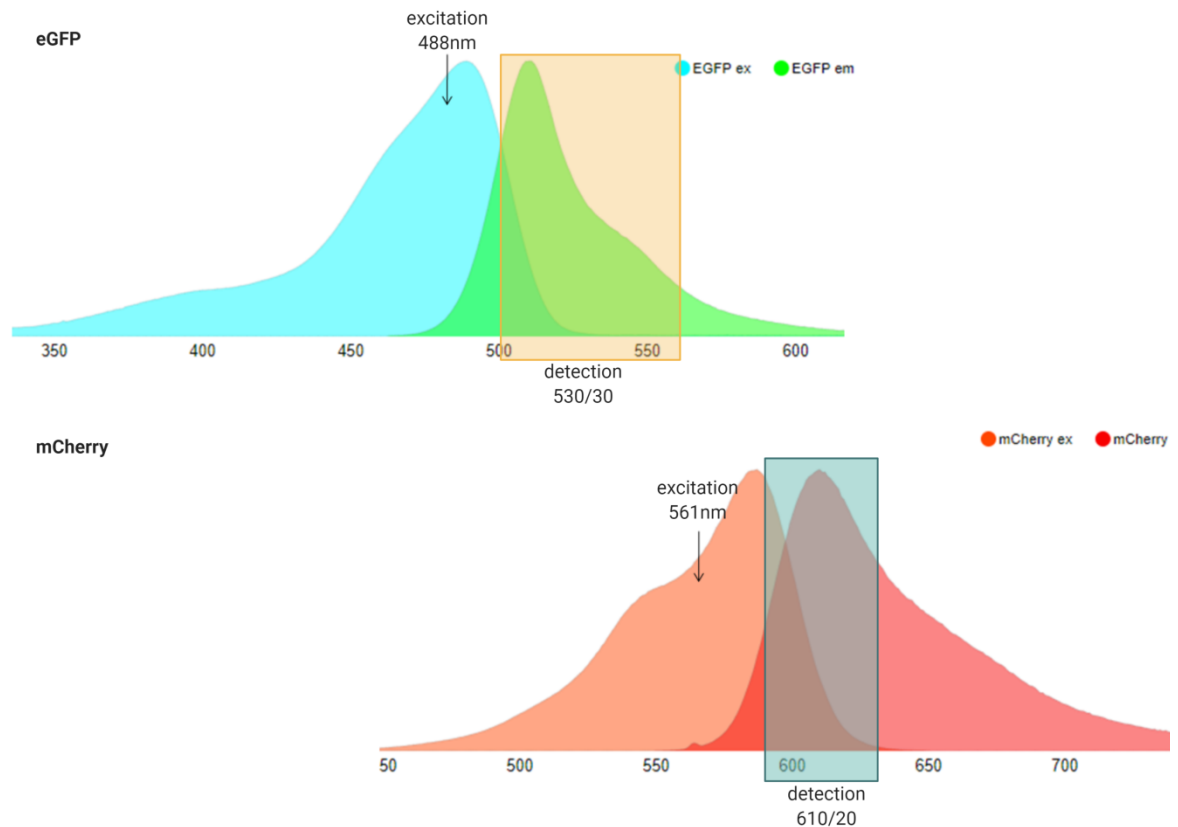 eGFP
excitation
488nm
EGFP ex
EGFP em
350 400 450 500 550 600
detection
530/30
mCherry
mCherry ex
mCherry
excitation
561nm
50 500 550 600 650 700
detection
610/20